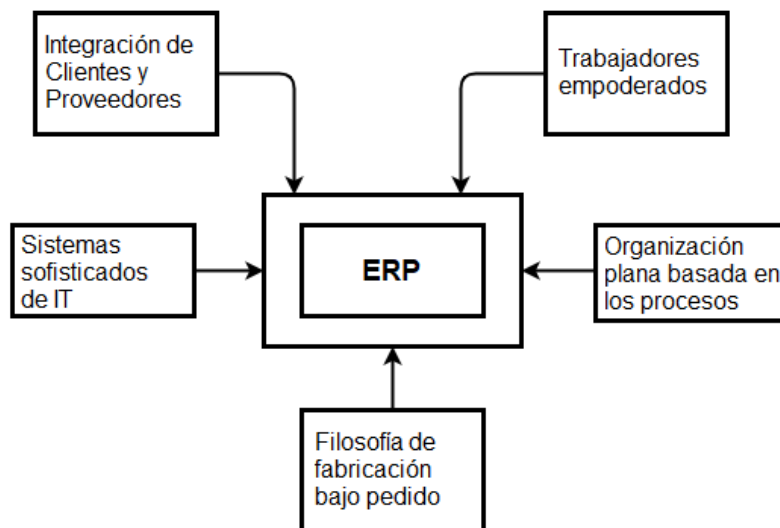 Integración de
Clientes y
Proveedores
Trabajadores
empoderados
Sistemas
sofisticados
de IT
ERP
Organización
plana basada en
los procesos
Filosofía de
fabricación
bajo pedido